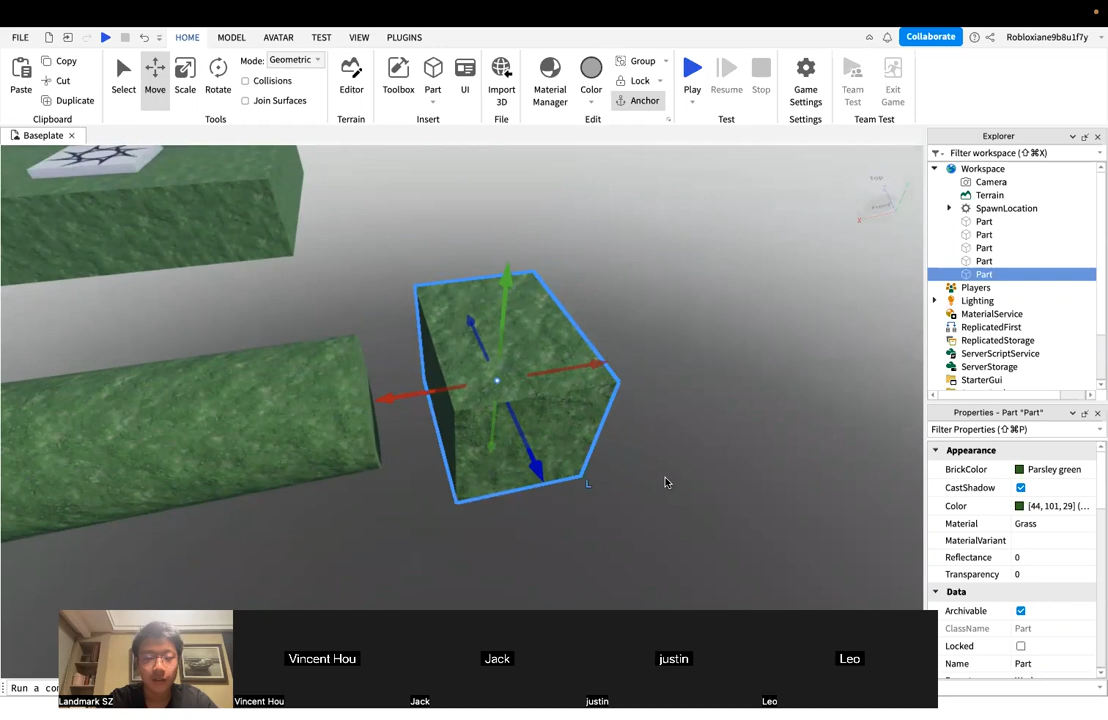 FILE HOME MODEL AVATAR TEST VIEW PLUGINS Collaborate Robloxiane9b8u1f7y
Paste Copy Cut Duplicate Clipboard
Select Move Scale Rotate Mode: Geometric Collisions Join Surfaces Tools
Editor Terrain
Toolbox Part UI Insert
Import 3D File
Material Manager Color Group Lock Anchor Edit
Play Resume Stop Test
Game Settings Settings
Team Test Exit Game Team Test
Baseplate
L
Explorer
Filter workspace (⇧⌘X)
Workspace
Camera
Terrain
SpawnLocation
Part
Part
Part
Part
Part
Players
Lighting
MaterialService
ReplicatedFirst
ReplicatedStorage
ServerScriptService
ServerStorage
StarterGui
Properties - Part "Part"
Filter Properties (⇧⌘P)
Appearance
BrickColor Parsley green
CastShadow
Color [44, 101, 29] (...
Material Grass
MaterialVariant
Reflectance 0
Transparency 0
Data
Archivable
ClassName Part
Locked
Name Part
Run a co
Vincent Hou Jack justin Leo
Landmark SZ Vincent Hou Jack justin Leo